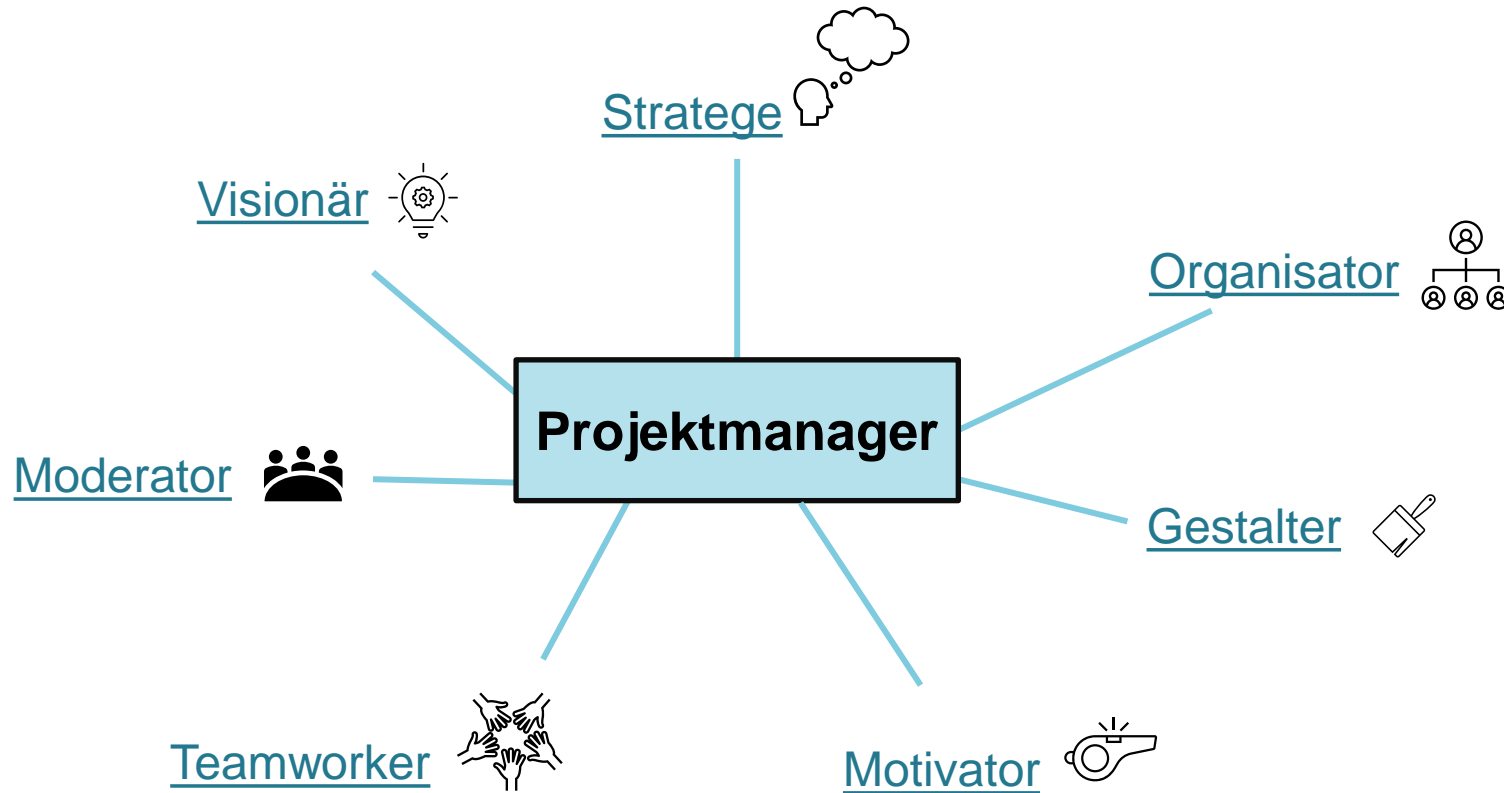 Stratege
Visionär
Organisator
Projektmanager
Moderator
Gestalter
Teamworker
Motivator